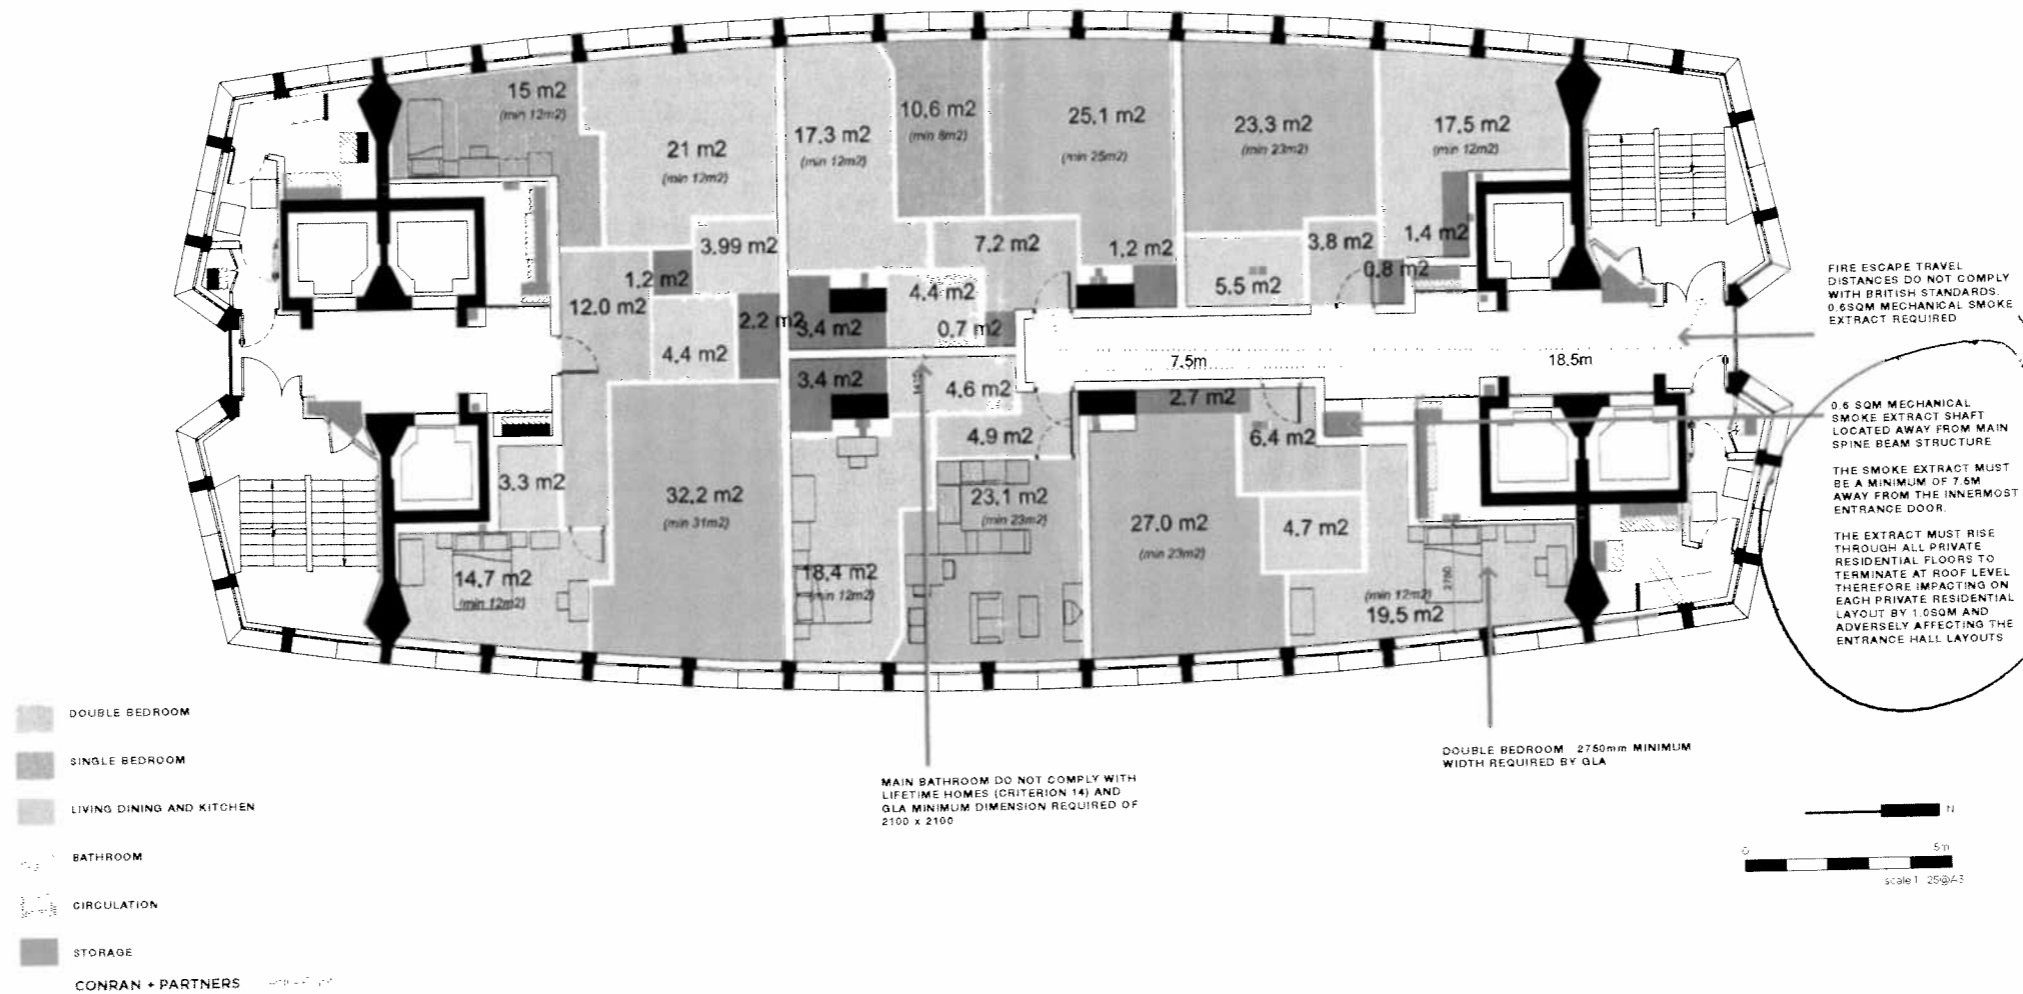 15 m2
(min 12m2)
21 m2
(min 12m2)
17.3 m2
(min 12m2)
10.6 m2
(min 8m2)
25.1 m2
(min 25m2)
23.3 m2
(min 23m2)
17.5 m2
(min 12m2)
3.99 m2
7.2 m2
1.2 m2
3.8 m2
1.4 m2
1.2 m2
12.0 m2
4.4 m2
5.5 m2
0.8 m2
2.2 m2
3.4 m2
0.7 m2
4.4 m2
7.5m
18.5m
3.4 m2
4.6 m2
2.7 m2
4.9 m2
6.4 m2
3.3 m2
32.2 m2
(min 31m2)
23.1 m2
(min 23m2)
27.0 m2
(min 23m2)
4.7 m2
14.7 m2
(min 12m2)
18.4 m2
(min 12m2)
2750
(min 12m2)
19.5 m2
FIRE ESCAPE TRAVEL
DISTANCES DO NOT COMPLY
WITH BRITISH STANDARDS.
0.6SQM MECHANICAL SMOKE
EXTRACT REQUIRED
0.6 SQM MECHANICAL
SMOKE EXTRACT SHAFT
LOCATED AWAY FROM MAIN
SPINE BEAM STRUCTURE
THE SMOKE EXTRACT MUST
BE A MINIMUM OF 7.5M
AWAY FROM THE INNERMOST
ENTRANCE DOOR.
THE EXTRACT MUST RISE
THROUGH ALL PRIVATE
RESIDENTIAL FLOORS TO
TERMINATE AT ROOF LEVEL
THEREFORE IMPACTING ON
EACH PRIVATE RESIDENTIAL
LAYOUT BY 1.0SQM AND
ADVERSELY AFFECTING THE
ENTRANCE HALL LAYOUTS
DOUBLE BEDROOM
SINGLE BEDROOM
LIVING DINING AND KITCHEN
BATHROOM
CIRCULATION
STORAGE
CONRAN + PARTNERS
MAIN BATHROOM DO NOT COMPLY WITH
LIFETIME HOMES (CRITERION 14) AND
GLA MINIMUM DIMENSION REQUIRED OF
2100 x 2100
DOUBLE BEDROOM 2750mm MINIMUM
WIDTH REQUIRED BY GLA
N
0
5m
scale 1 25@A3